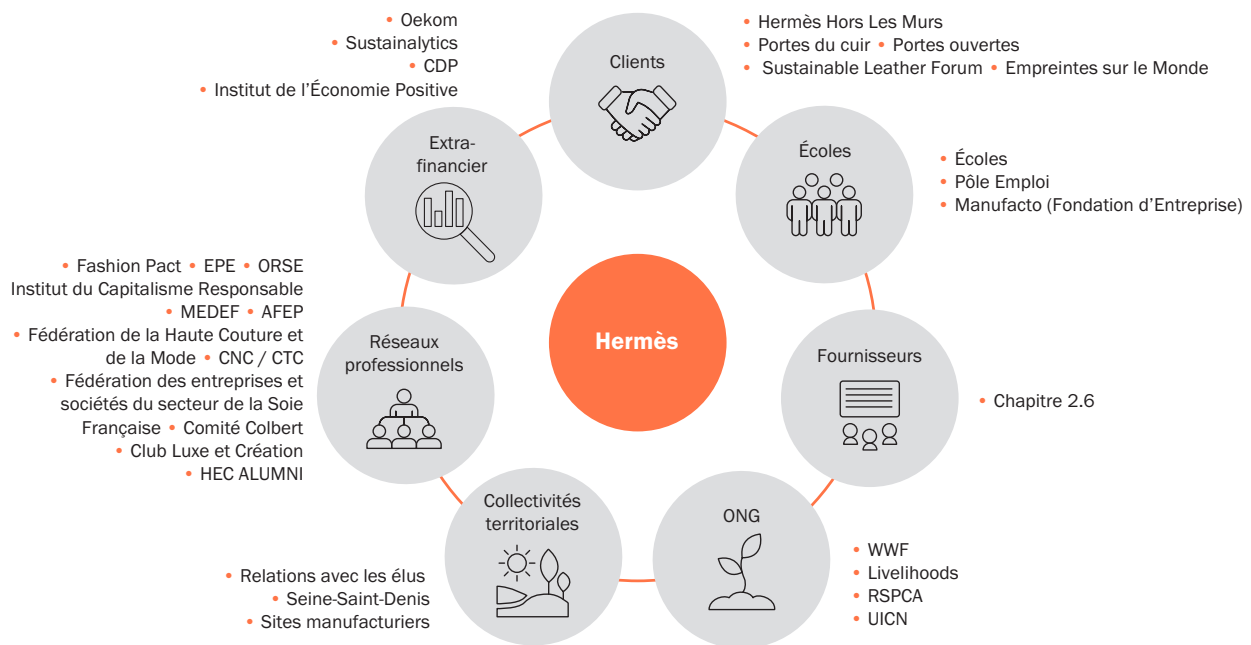 • Oekom
• Sustainalytics
• CDP
• Institut de l'Économie Positive
Clients
• Hermès Hors Les Murs
• Portes du cuir • Portes ouvertes
• Sustainable Leather Forum • Empreintes sur le Monde
Extra-
financier
Écoles
• Écoles
• Pôle Emploi
• Manufacto (Fondation d'Entreprise)
• Fashion Pact • EPE • ORSE
Institut du Capitalisme Responsable
• MEDEF • AFEP
• Fédération de la Haute Couture et
de la Mode • CNC / CTC
• Fédération des entreprises et
sociétés du secteur de la Soie
Française • Comité Colbert
• Club Luxe et Création
• HEC ALUMNI
Réseaux
professionnels
Hermès
Fournisseurs
• Chapitre 2.6
Collectivités
territoriales
• Relations avec les élus
• Seine-Saint-Denis
• Sites manufacturiers
ONG
• WWF
• Livelihoods
• RSPCA
• UICN